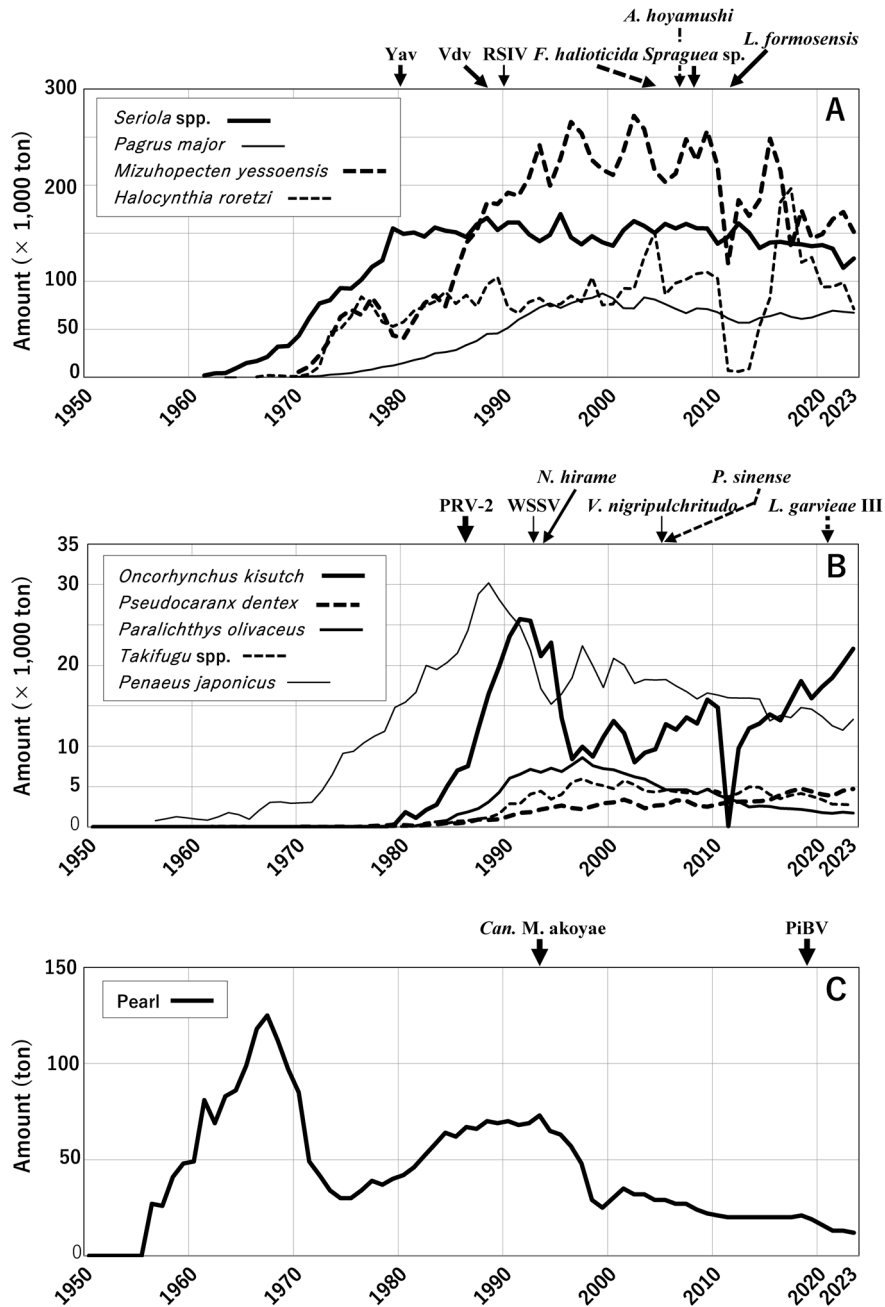 A. hoyamushi
L. formosensis
Yav Vdv RSIV F. halioticida Spraguea sp.
A
Seriola spp.
Pagrus major
Mizuhopecten yessoensis
Halocynthia roretzi
Amount (× 1,000 ton)
300
200
100
50
0
1950 1960 1970 1980 1990 2000 2010 2020 2023
N. hirame P. sinense
PRV-2 WSSV V. nigripulchritudo L. garvieae III
B
Oncorhynchus kisutch
Pseudocaranx dentex
Paralichthys olivaceus
Takifugu spp.
Penaeus japonicus
Amount (× 1,000 ton)
35
30
20
10
5
0
1950 1960 1970 1980 1990 2000 2010 2020 2023
Can. M. akoyae PiBV
C
Pearl
Amount (ton)
150
100
50
0
1950 1960 1970 1980 1990 2000 2010 2020 2023